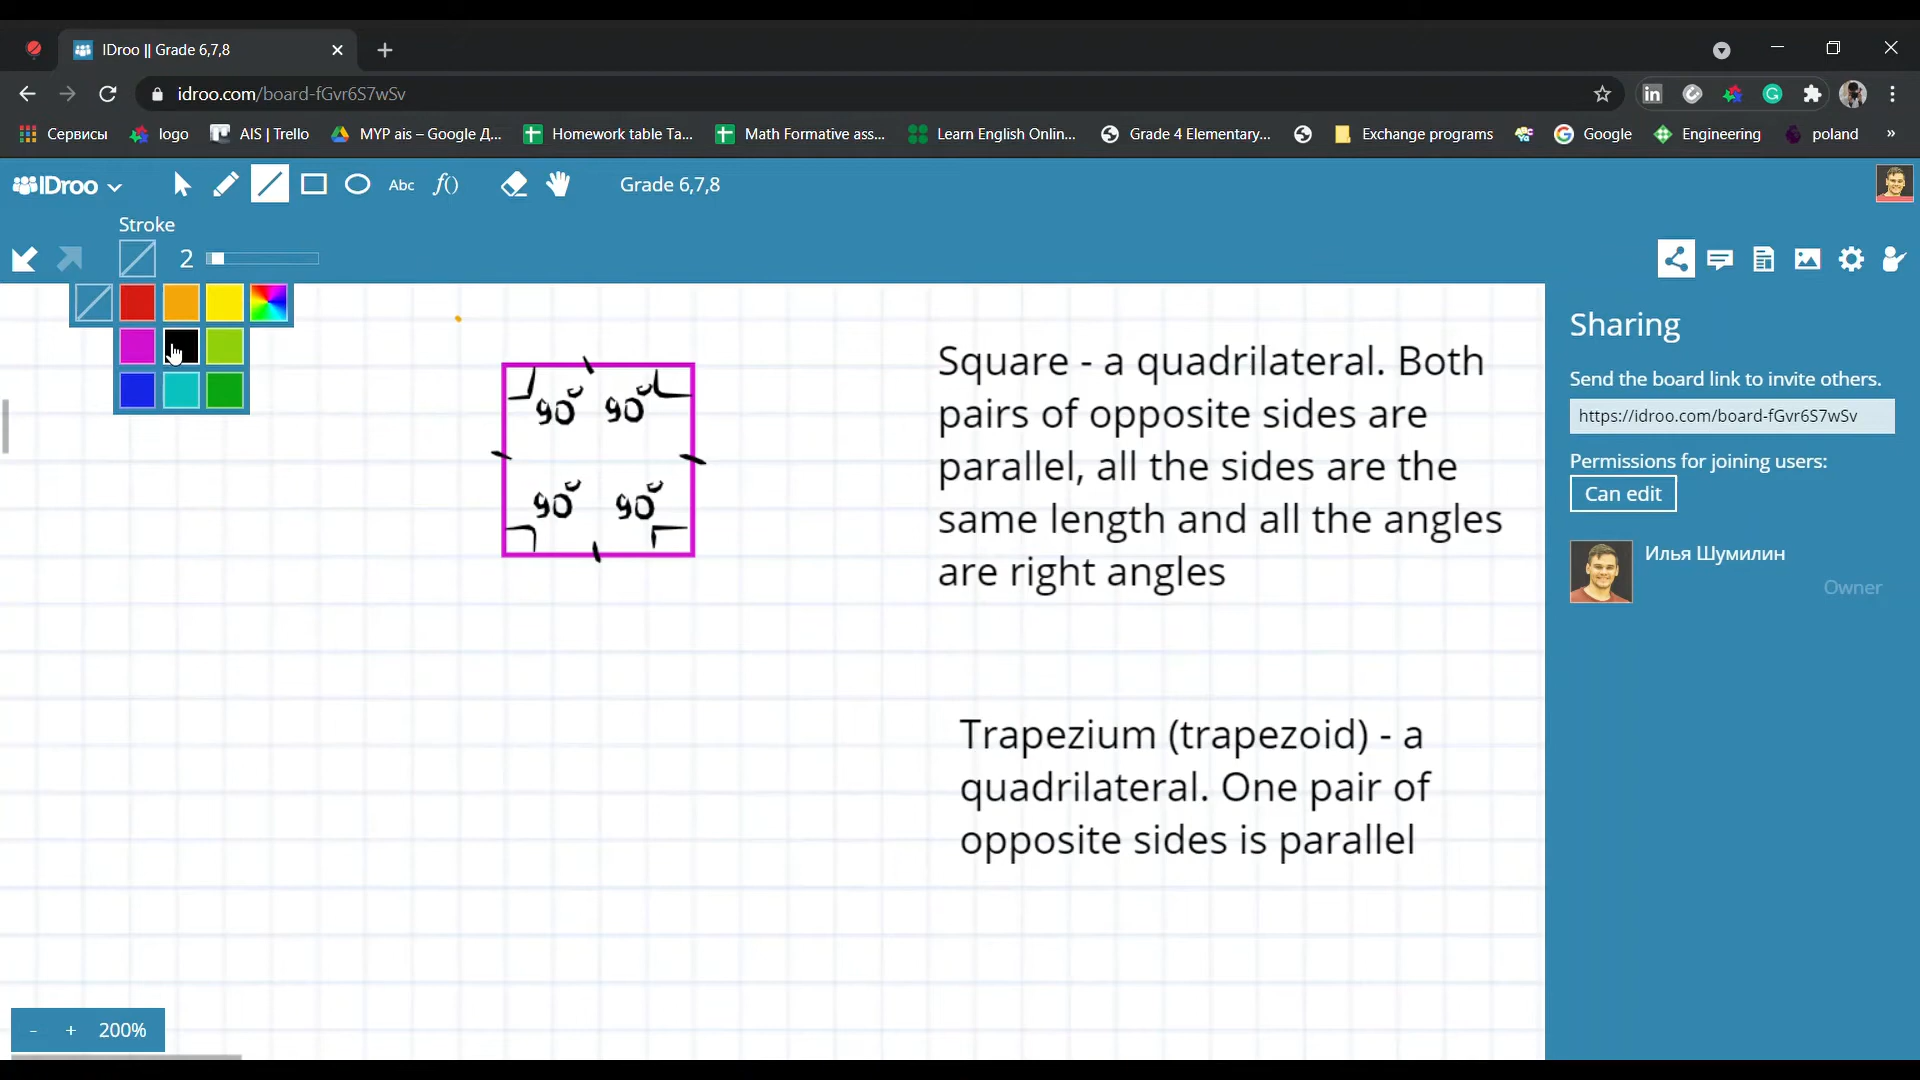 IDroo || Grade 6,7,8
idroo.com/board-fGvr6S7wSv
Сервисы
logo
AIS | Trello
MYP ais – Google Д...
Homework table Ta...
Math Formative ass...
Learn English Onlin...
Grade 4 Elementary...
Exchange programs
Google
Engineering
poland
»
IDroo
Abc
f()
Grade 6,7,8
Stroke
2
90° 90°
90° 90°
Square - a quadrilateral. Both
pairs of opposite sides are
parallel, all the sides are the
same length and all the angles
are right angles
Trapezium (trapezoid) - a
quadrilateral. One pair of
opposite sides is parallel
Sharing
Send the board link to invite others.
https://idroo.com/board-fGvr6S7wSv
Permissions for joining users:
Can edit
Илья Шумилин
Owner
- + 200%